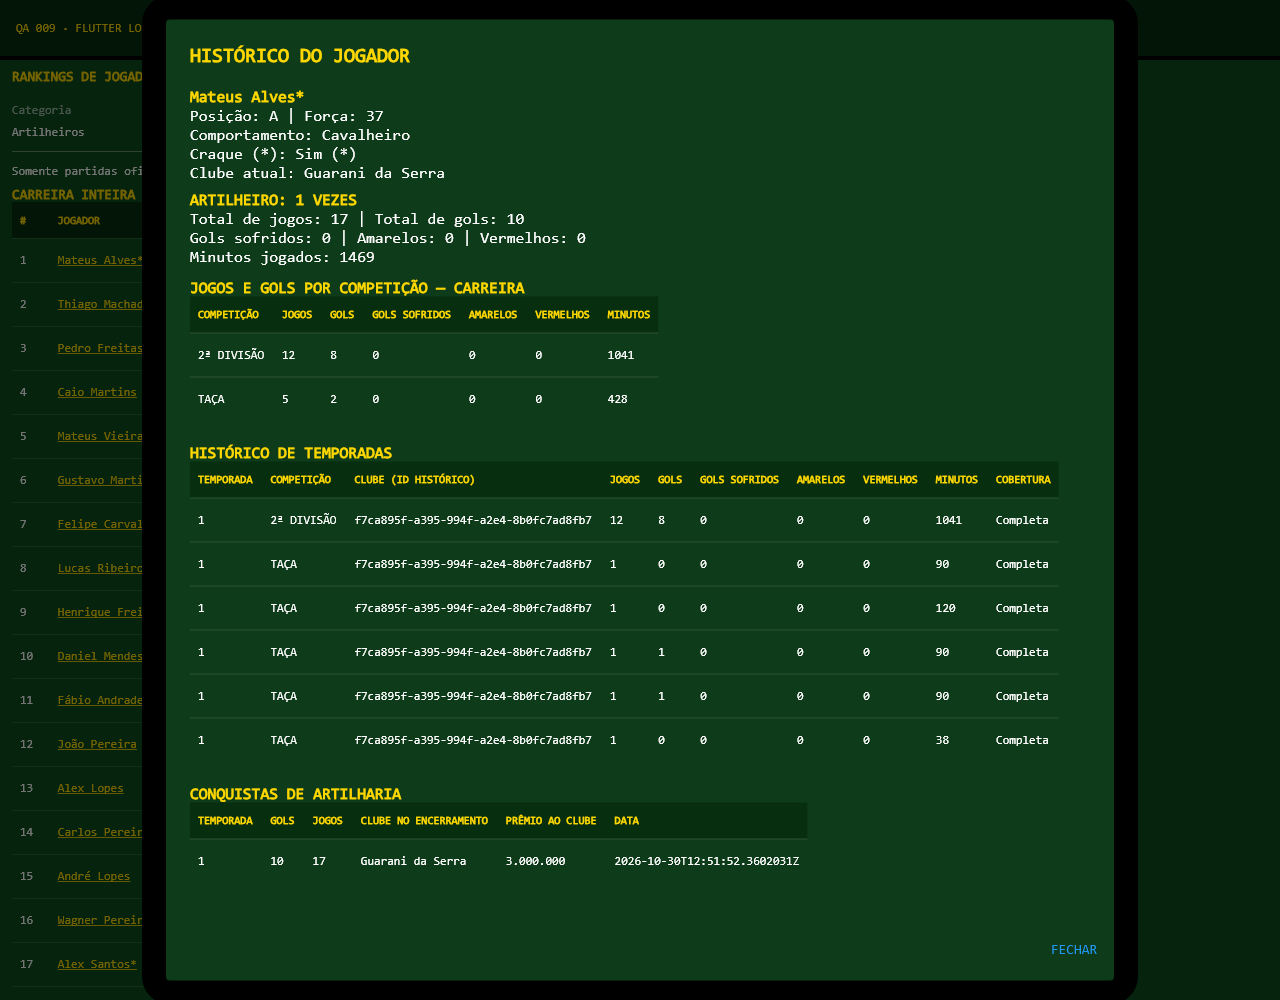 QA 009 · FLUTTER LO
RANKINGS DE JOGAD
Categoria
Artilheiros
Somente partidas ofi
CARREIRA INTEIRA
# JOGADOR
1 Mateus Alves*
2 Thiago Machad
3 Pedro Freitas
4 Caio Martins
5 Mateus Vieira
6 Gustavo Marti
7 Felipe Carval
8 Lucas Ribeiro
9 Henrique Frei
10 Daniel Mendes
11 Fábio Andrade
12 João Pereira
13 Alex Lopes
14 Carlos Pereir
15 André Lopes
16 Wagner Pereir
17 Alex Santos*
HISTÓRICO DO JOGADOR
Mateus Alves*
Posição: A | Força: 37
Comportamento: Cavalheiro
Craque (*): Sim (*)
Clube atual: Guarani da Serra
ARTILHEIRO: 1 VEZES
Total de jogos: 17 | Total de gols: 10
Gols sofridos: 0 | Amarelos: 0 | Vermelhos: 0
Minutos jogados: 1469
JOGOS E GOLS POR COMPETIÇÃO — CARREIRA
COMPETIÇÃO JOGOS GOLS GOLS SOFRIDOS AMARELOS VERMELHOS MINUTOS
2ª DIVISÃO 12 8 0 0 0 1041
TAÇA 5 2 0 0 0 428
HISTÓRICO DE TEMPORADAS
TEMPORADA COMPETIÇÃO CLUBE (ID HISTÓRICO) JOGOS GOLS GOLS SOFRIDOS AMARELOS VERMELHOS MINUTOS COBERTURA
1 2ª DIVISÃO f7ca895f-a395-994f-a2e4-8b0fc7ad8fb7 12 8 0 0 0 1041 Completa
1 TAÇA f7ca895f-a395-994f-a2e4-8b0fc7ad8fb7 1 0 0 0 0 90 Completa
1 TAÇA f7ca895f-a395-994f-a2e4-8b0fc7ad8fb7 1 0 0 0 0 120 Completa
1 TAÇA f7ca895f-a395-994f-a2e4-8b0fc7ad8fb7 1 1 0 0 0 90 Completa
1 TAÇA f7ca895f-a395-994f-a2e4-8b0fc7ad8fb7 1 1 0 0 0 90 Completa
1 TAÇA f7ca895f-a395-994f-a2e4-8b0fc7ad8fb7 1 0 0 0 0 38 Completa
CONQUISTAS DE ARTILHARIA
TEMPORADA GOLS JOGOS CLUBE NO ENCERRAMENTO PRÊMIO AO CLUBE DATA
1 10 17 Guarani da Serra 3.000.000 2026-10-30T12:51:52.3602031Z
FECHAR